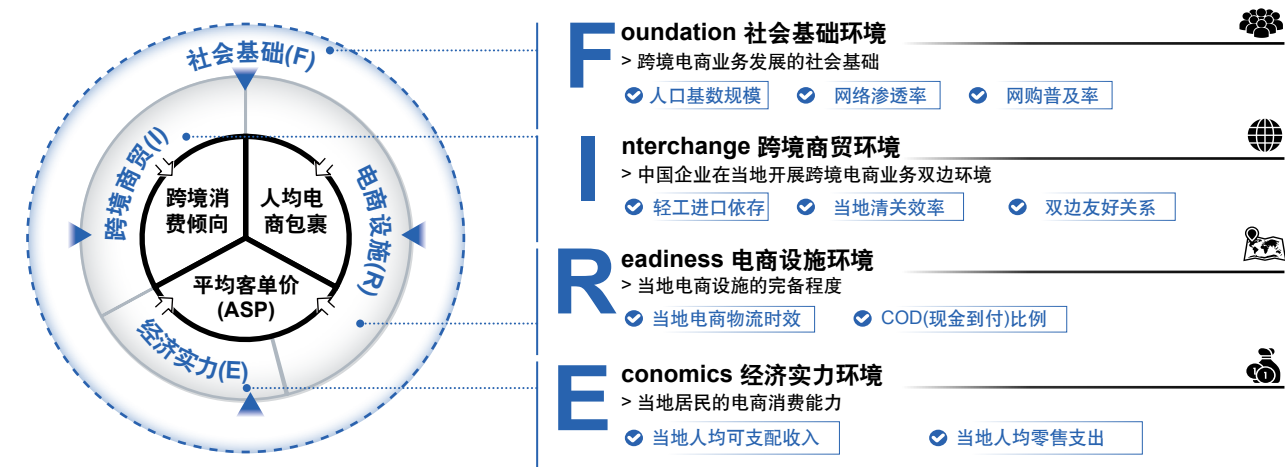 社会基础(F)
跨境商贸(I)
电商设施(R)
经济实力(E)
跨境消
费倾向
人均电
商包裹
平均客单价
(ASP)
Foundation 社会基础环境
> 跨境电商业务发展的社会基础
人口基数规模 网络渗透率 网购普及率
Interchange 跨境商贸环境
> 中国企业在当地开展跨境电商业务双边环境
轻工进口依存 当地清关效率 双边友好关系
Readiness 电商设施环境
> 当地电商设施的完备程度
当地电商物流时效 COD(现金到付)比例
Economics 经济实力环境
> 当地居民的电商消费能力
当地人均可支配收入 当地人均零售支出
1